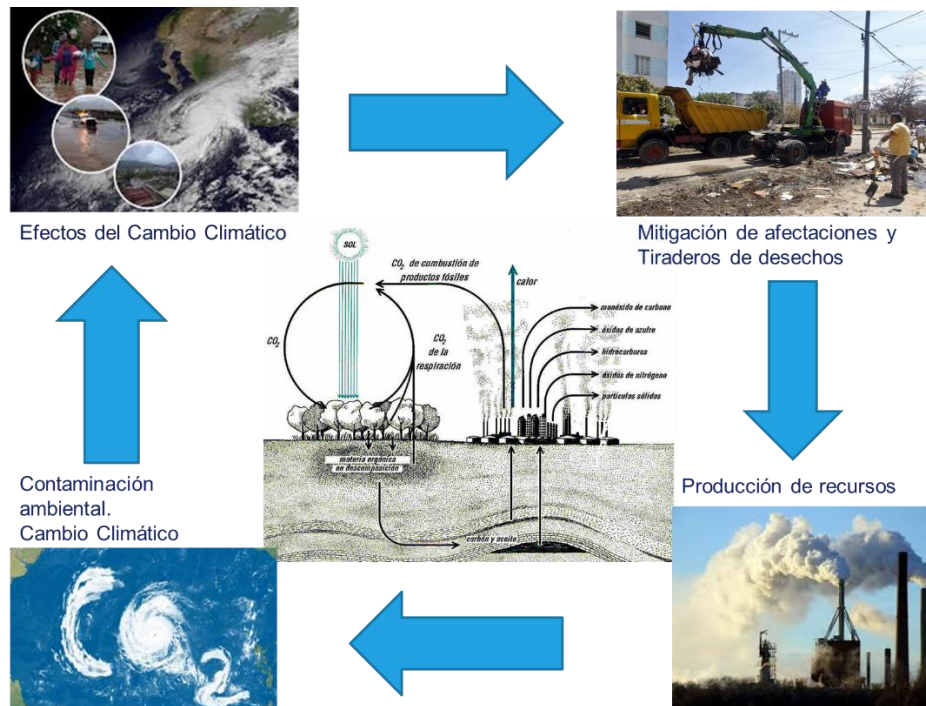 Efectos del Cambio Climático
Mitigación de afectaciones y
Tiraderos de desechos
SOL
CO₂ de combustión de
productos fósiles
calor
monóxido de carbono
óxidos de azufre
hidrocarburos
óxidos de nitrógeno
partículas sólidas
CO₂
CO₂
de la
respiración
materia orgánica
en descomposición
carbón y aceite
Contaminación
ambiental.
Cambio Climático
Producción de recursos
CO2